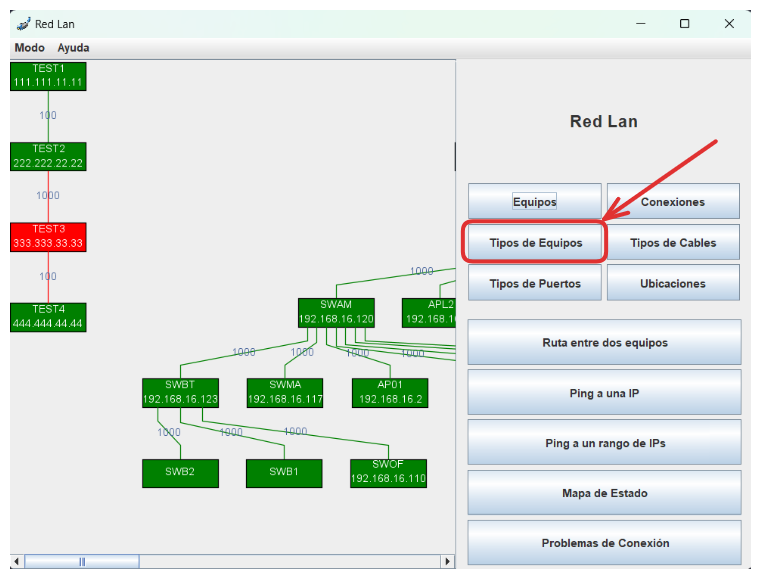 Red Lan
Modo Ayuda
TEST1
111.111.11.11
100
TEST2
222.222.22.22
1000
TEST3
333.333.33.33
100
TEST4
444.444.44.44
1000
SWAM
192.168.16.120
APL2
192.168.16
1000 1000 1000 1000
SWBT
192.168.16.123
SWMA
192.168.16.117
AP01
192.168.16.2
1000 1000 1000
SWB2
SWB1
SWOF
192.168.16.110
Red Lan
Equipos Conexiones
Tipos de Equipos Tipos de Cables
Tipos de Puertos Ubicaciones
Ruta entre dos equipos
Ping a una IP
Ping a un rango de IPs
Mapa de Estado
Problemas de Conexión